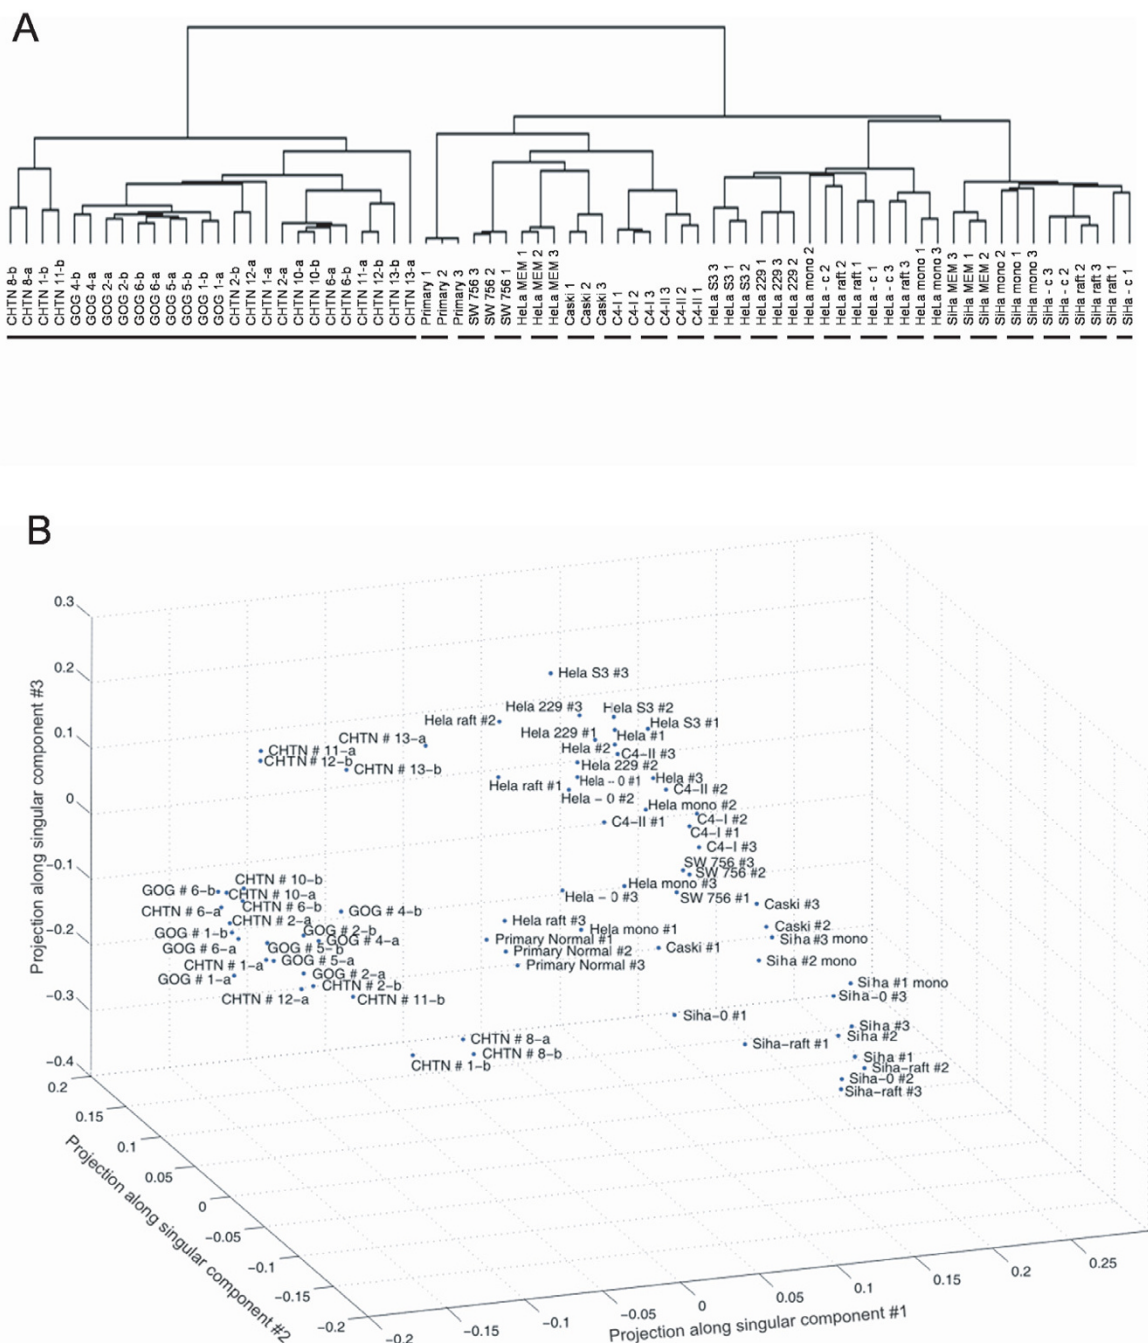 A
CHTN 8-b
CHTN 8-a
CHTN 1-b
CHTN 11-b
GOG 4-b
GOG 4-a
GOG 2-a
GOG 2-b
GOG 6-b
GOG 6-a
GOG 5-a
GOG 5-b
GOG 1-b
GOG 1-a
CHTN 2-b
CHTN 12-a
CHTN 1-a
CHTN 2-a
CHTN 10-a
CHTN 10-b
CHTN 6-a
CHTN 6-b
CHTN 11-a
CHTN 12-b
CHTN 13-b
CHTN 13-a
Primary 1
Primary 2
Primary 3
SW 756 3
SW 756 2
SW 756 1
HeLa MEM 1
HeLa MEM 2
HeLa MEM 3
Caski 1
Caski 2
Caski 3
C4-I 1
C4-I 2
C4-I 3
C4-II 3
C4-II 2
C4-II 1
HeLa S3 3
HeLa S3 1
HeLa S3 2
HeLa 229 1
HeLa 229 3
HeLa 229 2
HeLa mono 2
HeLa - c 2
HeLa raft 2
HeLa raft 1
HeLa - c 1
HeLa - c 3
HeLa raft 3
HeLa mono 1
HeLa mono 3
SiHa MEM 3
SiHa MEM 1
SiHa MEM 2
SiHa mono 2
SiHa mono 1
SiHa mono 3
SiHa - c 3
SiHa - c 2
SiHa raft 2
SiHa raft 3
SiHa raft 1
SiHa - c 1
B
0.3
0.2
0.1
0
-0.1
-0.2
-0.3
-0.4
Projection along singular component #3
Hela S3 #3
Hela 229 #3
Hela S3 #2
Hela raft #2
Hela S3 #1
Hela 229 #1
Hela #1
CHTN # 13-a
Hela #2
C4-II #3
CHTN # 11-a
CHTN # 12-b
Hela 229 #2
CHTN # 13-b
Hela raft #1
Hela - 0 #1
Hela #3
C4-II #2
Hela - 0 #2
Hela mono #2
C4-II #1
C4-I #2
C4-I #1
C4-I #3
SW 756 #3
SW 756 #2
CHTN # 10-b
Hela mono #3
GOG # 6-b
CHTN # 10-a
Hela - 0 #3
SW 756 #1
CHTN # 6-a
CHTN # 6-b
GOG # 4-b
Caski #3
CHTN # 2-a
Hela raft #3
GOG # 1-b
GOG # 2-b
Hela mono #1
Caski #2
GOG # 4-a
Primary Normal #1
Siha #3 mono
GOG # 6-a
GOG # 5-b
Primary Normal #2
Caski #1
CHTN # 1-a
GOG # 5-a
Primary Normal #3
Siha #2 mono
GOG # 1-a
GOG # 2-a
CHTN # 2-b
Siha #1 mono
CHTN # 12-a
CHTN # 11-b
Siha-0 #3
Siha-0 #1
Siha #3
Siha #2
CHTN # 8-a
Siha-raft #1
CHTN # 8-b
Siha #1
CHTN # 1-b
Siha-raft #2
Siha-0 #2
Siha-raft #3
0.2
0.15
0.1
0.05
0
-0.05
-0.1
-0.15
-0.2
Projection along singular component #2
-0.2
-0.15
-0.1
-0.05
0
0.05
0.1
0.15
0.2
0.25
Projection along singular component #1